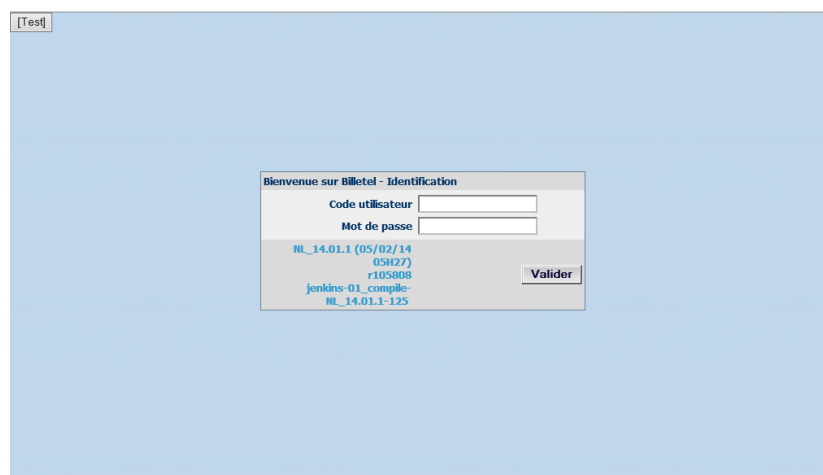 [Test]
Bienvenue sur Billetel - Identification
Code utilisateur
Mot de passe
NL_14.01.1 (05/02/14
05H27)
r105808
jenkins-01_compile-
NL_14.01.1-125
Valider